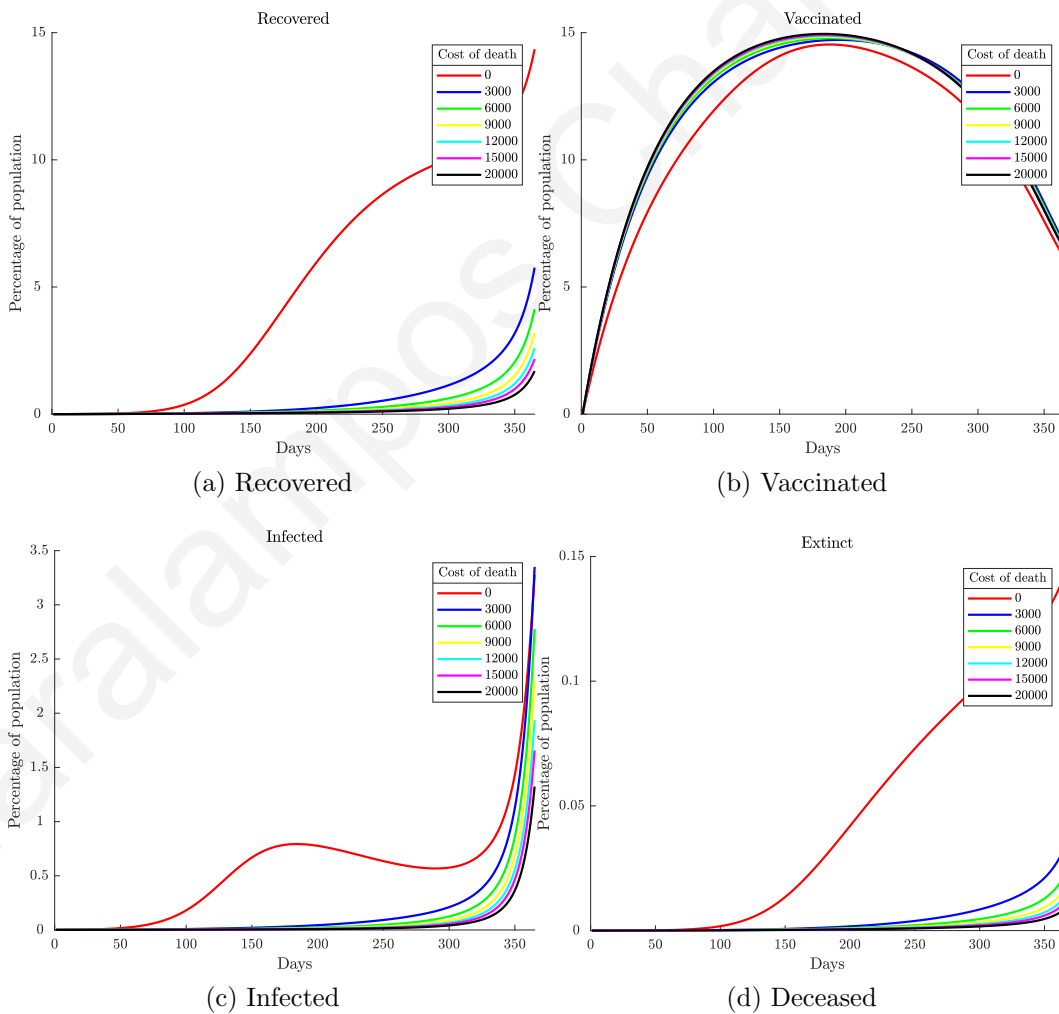 Recovered
Percentage of population
15
10
5
0
0 50 100 150 200 250 300 350
Days
Cost of death
0
3000
6000
9000
12000
15000
20000
(a) Recovered
Vaccinated
Percentage of population
15
10
5
0
0 50 100 150 200 250 300 350
Days
Cost of death
0
3000
6000
9000
12000
15000
20000
(b) Vaccinated
Infected
Percentage of population
3.5
3
2.5
2
1.5
1
0.5
0
0 50 100 150 200 250 300 350
Days
Cost of death
0
3000
6000
9000
12000
15000
20000
(c) Infected
Extinct
Percentage of population
0.15
0.1
0.05
0
0 50 100 150 200 250 300 350
Days
Cost of death
0
3000
6000
9000
12000
15000
20000
(d) Deceased